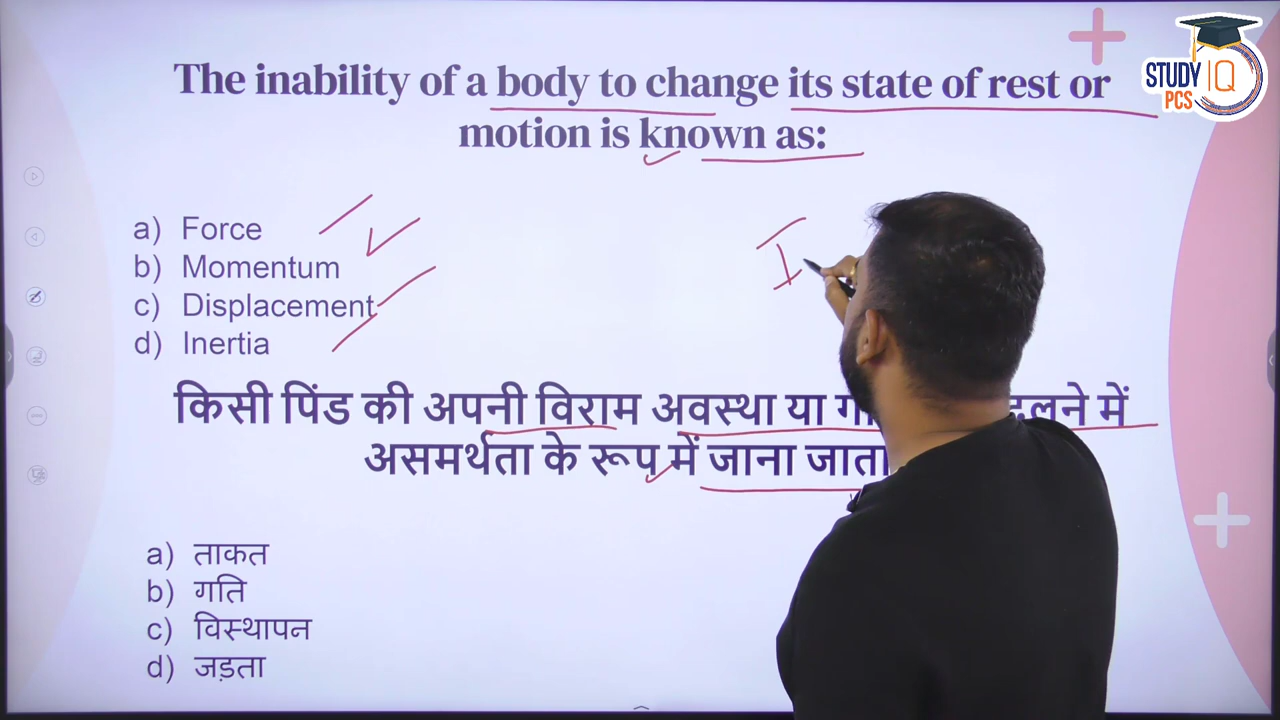 The inability of a body to change its state of rest or
motion is known as:
a) Force
b) Momentum
c) Displacement
d) Inertia
I
किसी पिंड की अपनी विराम अवस्था या
में
असमर्थता के रूप में जाना जाता
a) ताकत
b) गति
c) विस्थापन
d) जड़ता
STUDY IQ
PCS